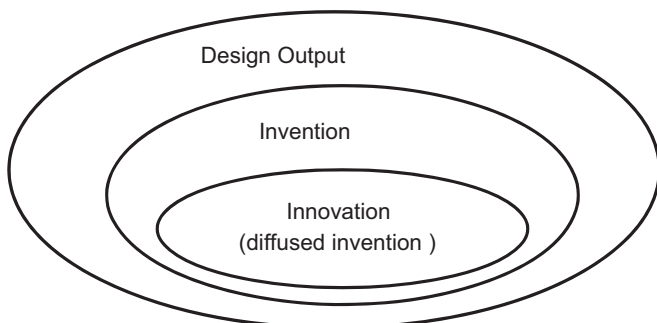 Design Output
Invention
Innovation
(diffused invention )